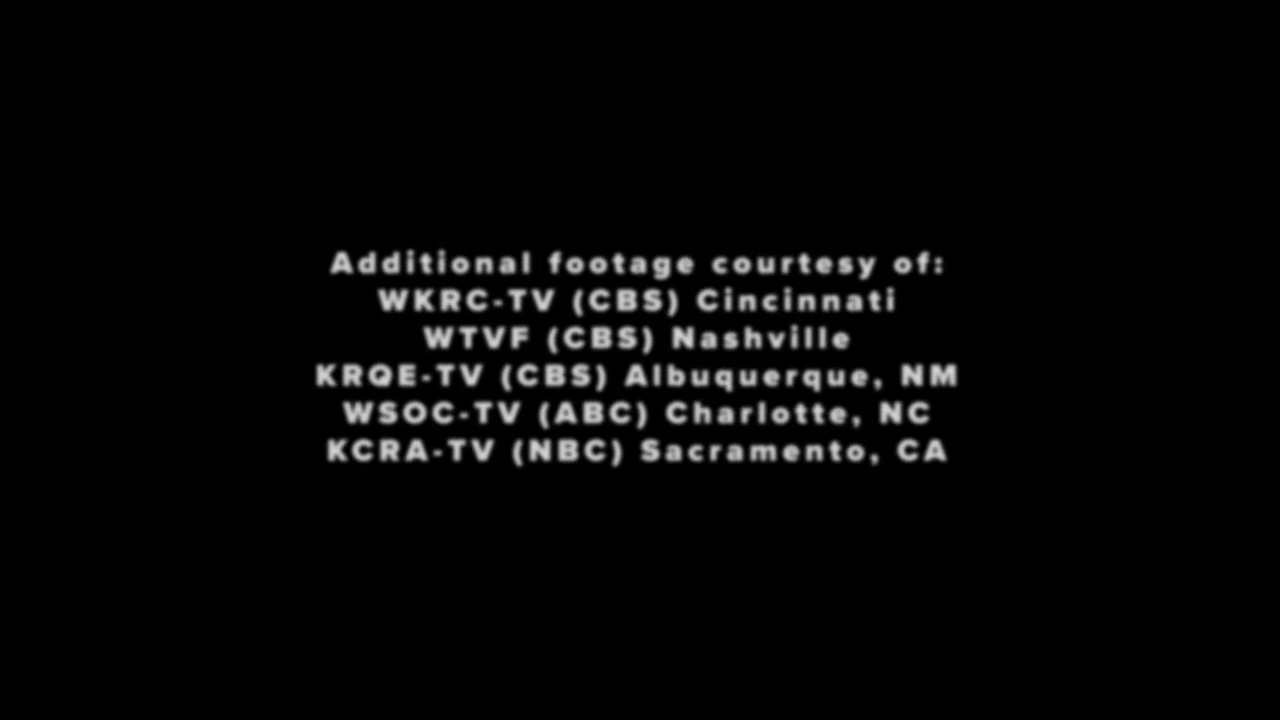 Additional footage courtesy of:
WKRC-TV (CBS) Cincinnati
WTVF (CBS) Nashville
KRQE-TV (CBS) Albuquerque, NM
WSOC-TV (ABC) Charlotte, NC
KCRA-TV (NBC) Sacramento, CA